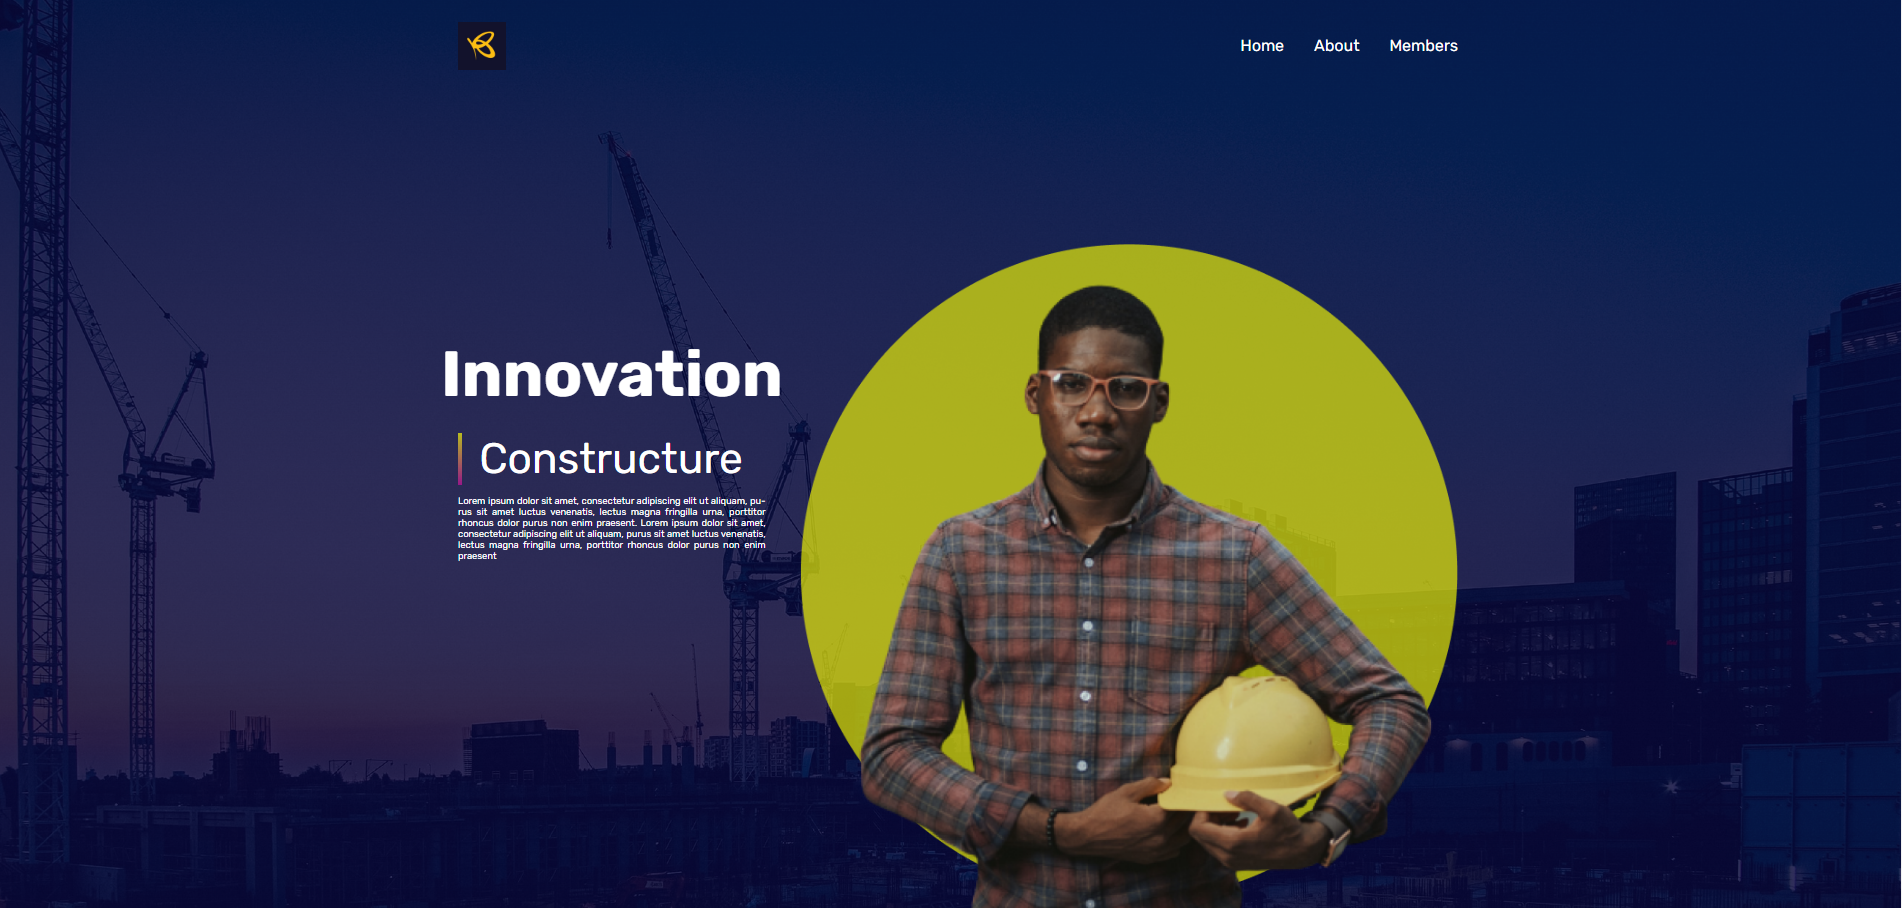 Home About Members
Innovation
Constructure
Lorem ipsum dolor sit amet, consectetur adipiscing elit ut aliquam, pu-
rus sit amet luctus venenatis, lectus magna fringilla urna, porttitor
rhoncus dolor purus non enim praesent. Lorem ipsum dolor sit amet,
consectetur adipiscing elit ut aliquam, purus sit amet luctus venenatis,
lectus magna fringilla urna, porttitor rhoncus dolor purus non enim
praesent